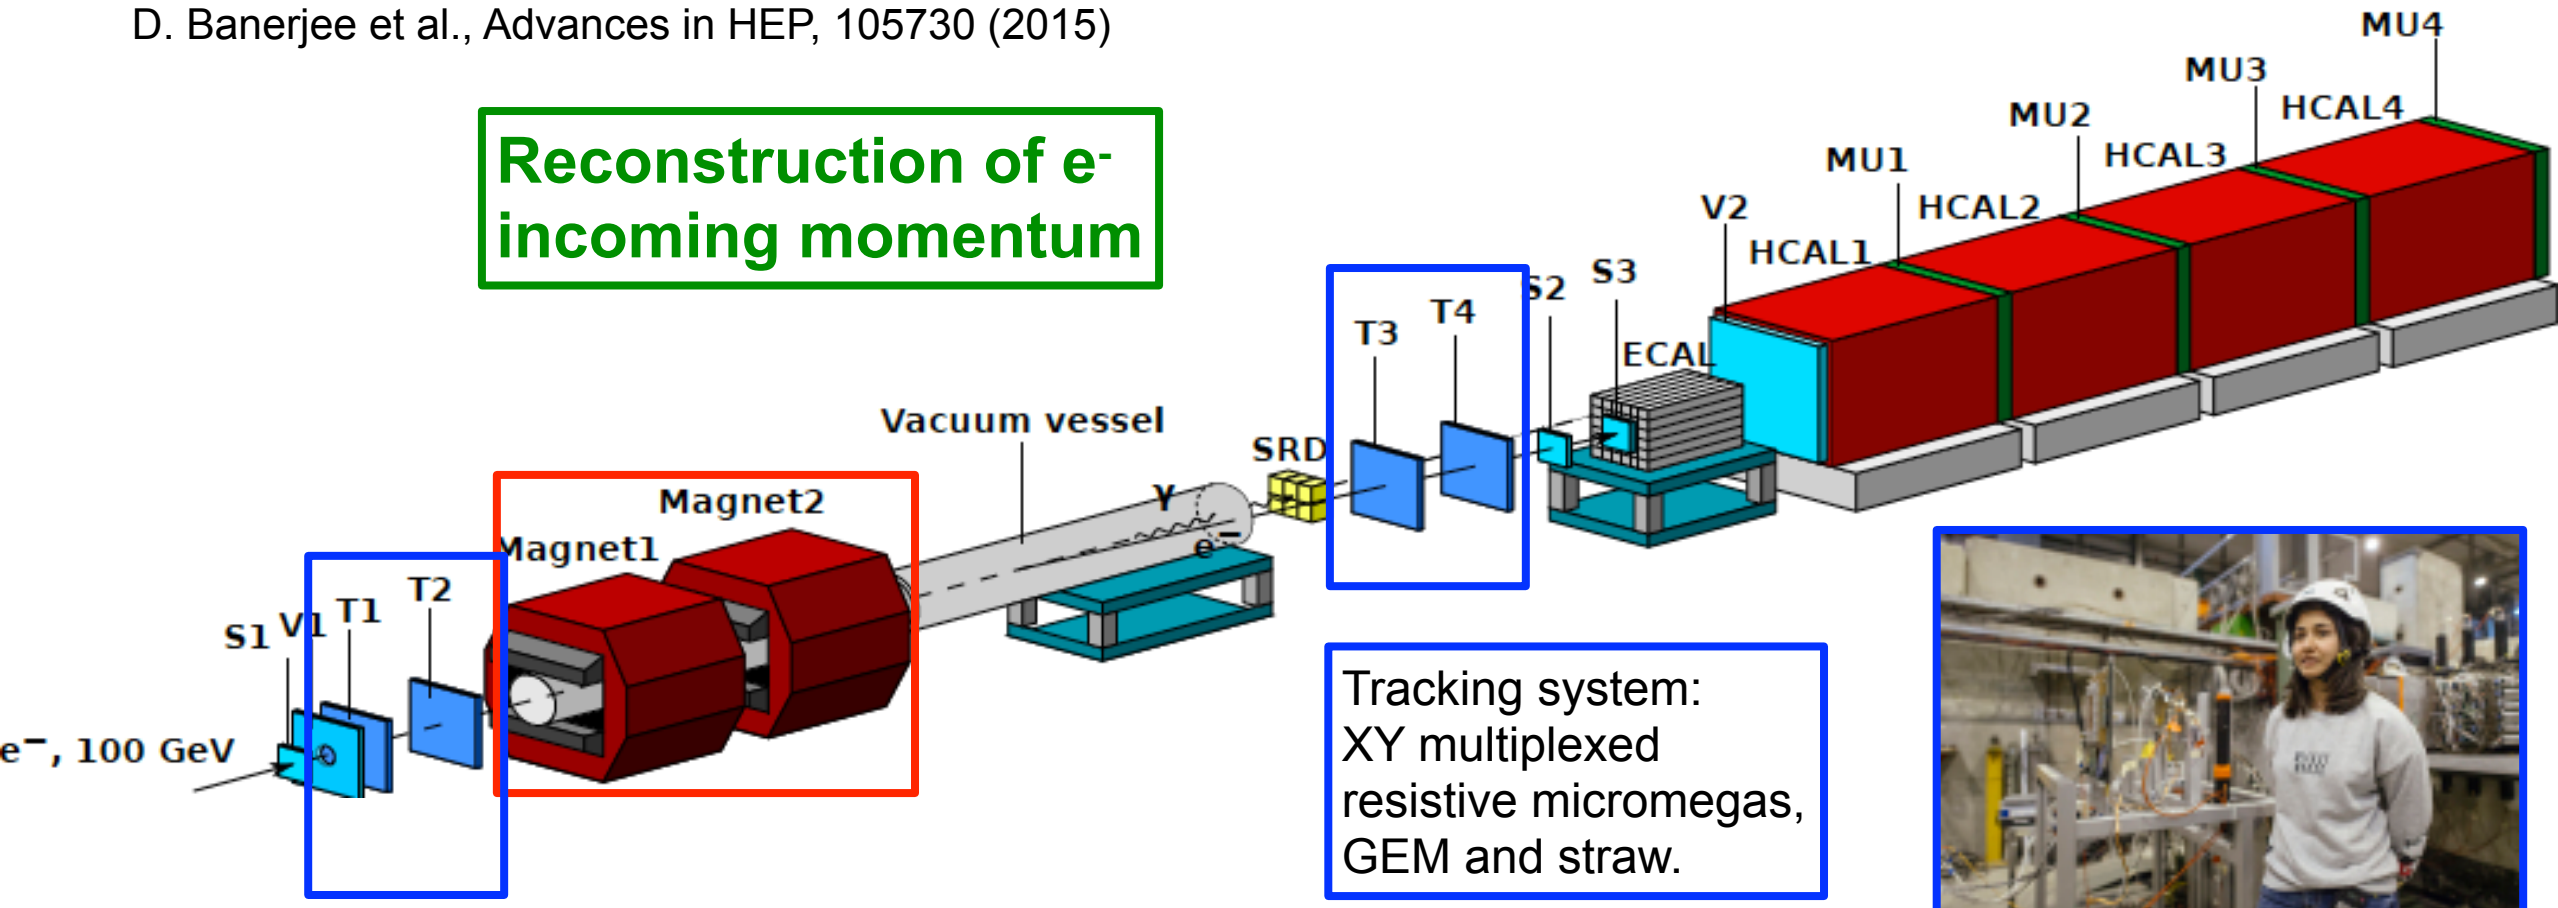 D. Banerjee et al., Advances in HEP, 105730 (2015)
MU4
MU3
HCAL4
MU2
HCAL3
MU1
HCAL2
V2
HCAL1
Reconstruction of e-
incoming momentum
S3
S2
T4
T3
ECAL
Vacuum vessel
SRD
γ
e−
Magnet2
Magnet1
T2
T1
V1
S1
e−, 100 GeV
Tracking system:
XY multiplexed
resistive micromegas,
GEM and straw.